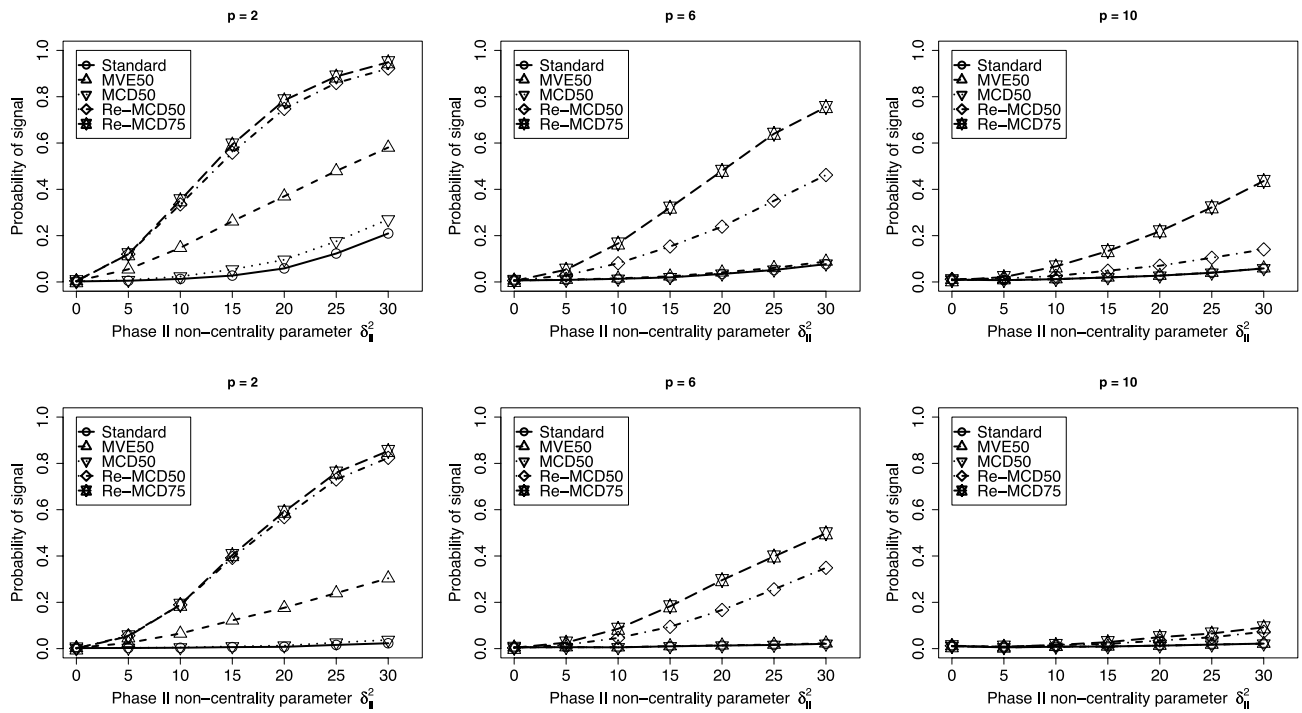 p = 2
Probability of signal
1.0
0.8
0.6
0.4
0.2
0.0
Standard
MVE50
MCD50
Re−MCD50
Re−MCD75
0 5 10 15 20 25 30
Phase II non−centrality parameter δ²II
p = 6
Probability of signal
1.0
0.8
0.6
0.4
0.2
0.0
Standard
MVE50
MCD50
Re−MCD50
Re−MCD75
0 5 10 15 20 25 30
Phase II non−centrality parameter δ²II
p = 10
Probability of signal
1.0
0.8
0.6
0.4
0.2
0.0
Standard
MVE50
MCD50
Re−MCD50
Re−MCD75
0 5 10 15 20 25 30
Phase II non−centrality parameter δ²II
p = 2
Probability of signal
1.0
0.8
0.6
0.4
0.2
0.0
Standard
MVE50
MCD50
Re−MCD50
Re−MCD75
0 5 10 15 20 25 30
Phase II non−centrality parameter δ²II
p = 6
Probability of signal
1.0
0.8
0.6
0.4
0.2
0.0
Standard
MVE50
MCD50
Re−MCD50
Re−MCD75
0 5 10 15 20 25 30
Phase II non−centrality parameter δ²II
p = 10
Probability of signal
1.0
0.8
0.6
0.4
0.2
0.0
Standard
MVE50
MCD50
Re−MCD50
Re−MCD75
0 5 10 15 20 25 30
Phase II non−centrality parameter δ²II